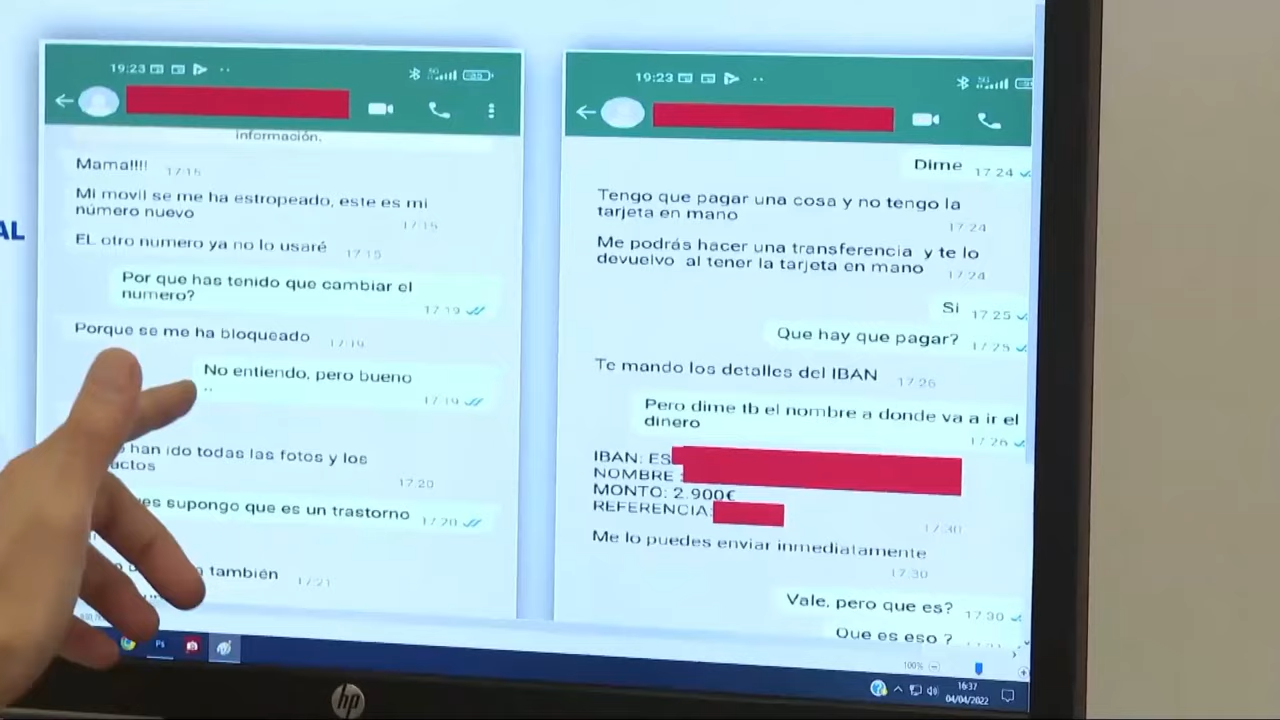 AL
19:23
información.
Mama!!!!
17:15
Mi movil se me ha estropeado, este es mi
número nuevo
17:15
EL otro numero ya no lo usaré
17:15
Por que has tenido que cambiar el
numero?
17:19
Porque se me ha bloqueado
17:19
No entiendo, pero bueno
..
17:19
han ido todas las fotos y los
17:20
supongo que es un trastorno
17:20
también
17:21
19:23
Dime
17:24
Tengo que pagar una cosa y no tengo la
tarjeta en mano
17:24
Me podrás hacer una transferencia y te lo
devuelvo al tener la tarjeta en mano
17:24
Si
17:25
Que hay que pagar?
17:25
Te mando los detalles del IBAN
17:26
Pero dime tb el nombre a donde va a ir el
dinero
17:26
IBAN: ES
NOMBRE :
MONTO: 2.900€
REFERENCIA:
17:30
Me lo puedes enviar inmediatamente
17:30
Vale, pero que es?
17:30
Que es eso ?
100%
Ps
16:37
04/04/2022
hp